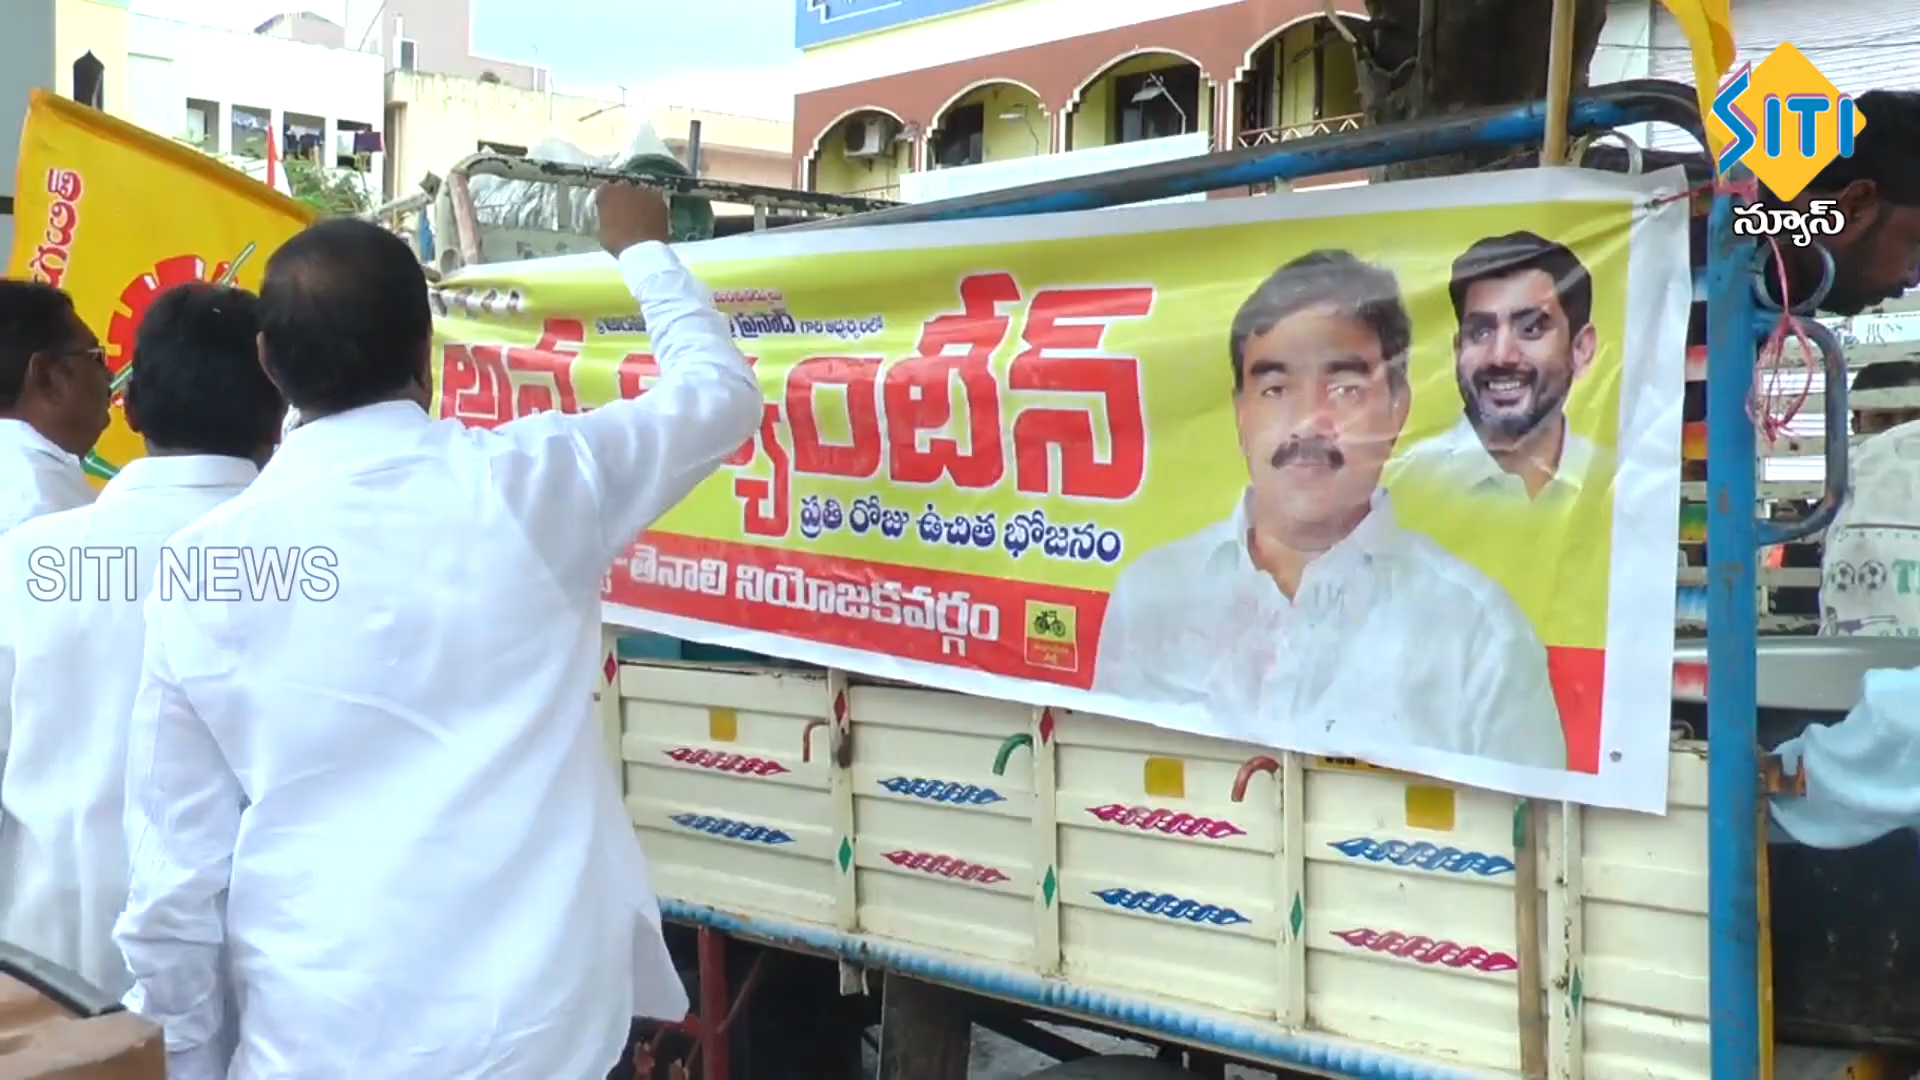 SITI
న్యూస్
ప్రసాద్ గారి ఆధ్వర్యంలో
అన్న క్యాంటీన్
ప్రతి రోజు ఉచిత భోజనం
తెనాలి నియోజకవర్గం
SITI NEWS